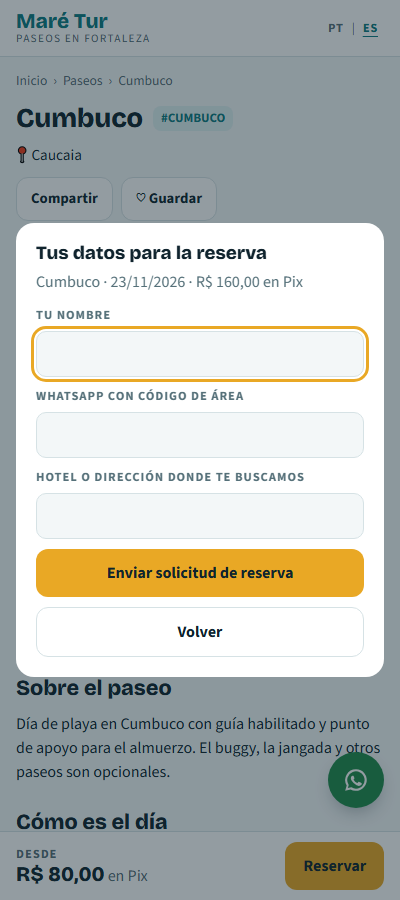 Maré Tur
PASEOS EN FORTALEZA
PT | ES
Inicio › Paseos › Cumbuco
Cumbuco #CUMBUCO
📍 Caucaia
Compartir
♡ Guardar
Tus datos para la reserva
Cumbuco · 23/11/2026 · R$ 160,00 en Pix
TU NOMBRE
WHATSAPP CON CÓDIGO DE ÁREA
HOTEL O DIRECCIÓN DONDE TE BUSCAMOS
Enviar solicitud de reserva
Volver
Sobre el paseo
Día de playa en Cumbuco con guía habilitado y punto
de apoyo para el almuerzo. El buggy, la jangada y otros
paseos son opcionales.
Cómo es el día
DESDE
R$ 80,00 en Pix
Reservar